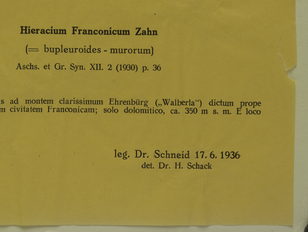 Hieracium Franconicum Zahn
(= bupleuroides - murorum)
Aschs. et Gr. Syn. XII. 2 (1930) p. 36
s ad montem clarissimum Ehrenbürg („Walberla“) dictum prope
m civitatem Franconicam; solo dolomitico, ca. 350 m s. m. E loco
leg. Dr. Schneid 17. 6. 1936
det. Dr. H. Schack